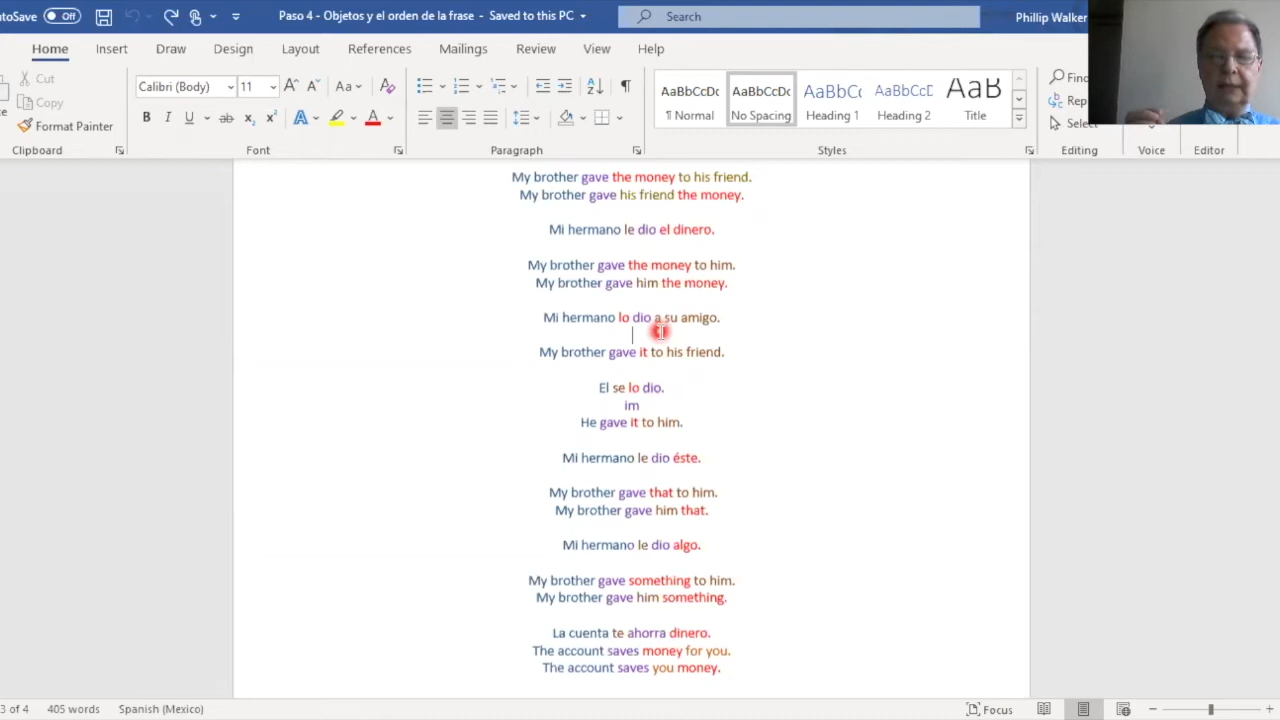 AutoSave Off Paso 4 - Objetos y el orden de la frase - Saved to this PC Search Phillip Walker
Home Insert Draw Design Layout References Mailings Review View Help
Cut
Copy
Format Painter
Clipboard
Calibri (Body) 11 Aa
B I U ab x2 x2 A A
Font
Paragraph
AaBbCcDc AaBbCcDc AaBbCc AaBbCcD AaB
¶ Normal No Spacing Heading 1 Heading 2 Title
Styles
Editing
Voice
Editor
My brother gave the money to his friend.
My brother gave his friend the money.
Mi hermano le dio el dinero.
My brother gave the money to him.
My brother gave him the money.
Mi hermano lo dio a su amigo.
My brother gave it to his friend.
El se lo dio.
im
He gave it to him.
Mi hermano le dio éste.
My brother gave that to him.
My brother gave him that.
Mi hermano le dio algo.
My brother gave something to him.
My brother gave him something.
La cuenta te ahorra dinero.
The account saves money for you.
The account saves you money.
3 of 4 405 words Spanish (Mexico) Focus